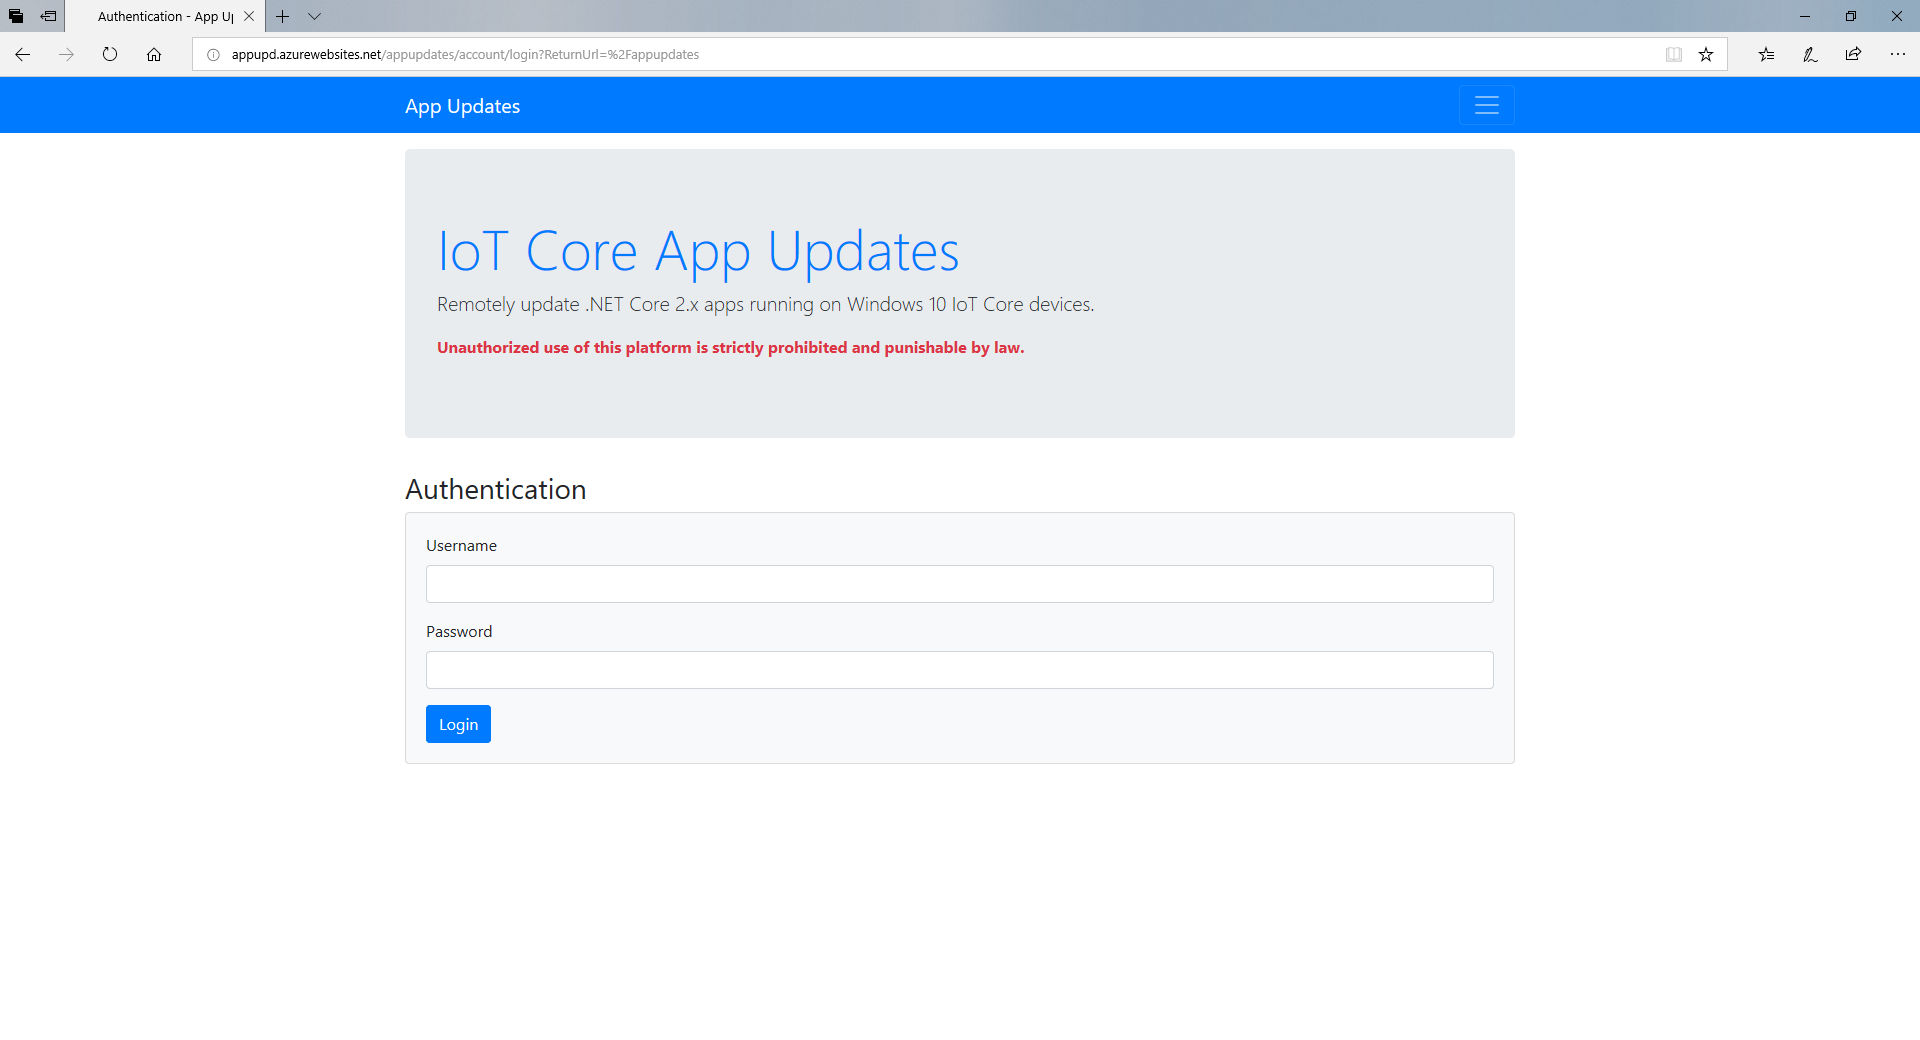 Authentication - App Up
appupd.azurewebsites.net/appupdates/account/login?ReturnUrl=%2Fappupdates
App Updates
IoT Core App Updates
Remotely update .NET Core 2.x apps running on Windows 10 IoT Core devices.
Unauthorized use of this platform is strictly prohibited and punishable by law.
Authentication
Username
Password
Login